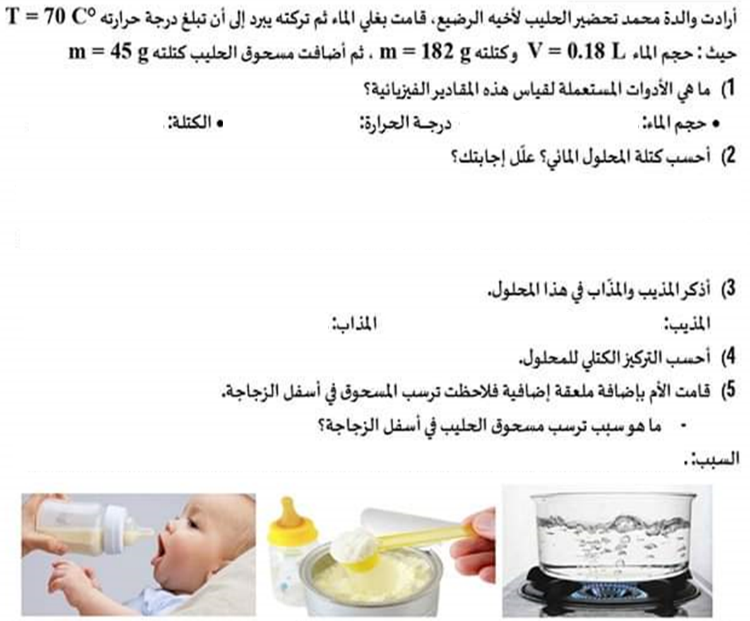 أرادت والدة محمد تحضير الحليب لأخيه الرضيع، قامت بغلي الماء ثم تركته يبرد إلى أن تبلغ درجة حرارته T = 70 C°
حيث : حجم الماء V = 0.18 L وكتلته m = 182 g ، ثم أضافت مسحوق الحليب كتلته m = 45 g
1) ما هي الأدوات المستعملة لقياس هذه المقادير الفيزيائية؟
• حجم الماء: درجة الحرارة: • الكتلة:
2) أحسب كتلة المحلول المائي؟ علّل إجابتك؟
3) أذكر المذيب والمذّاب في هذا المحلول.
المذيب: المذاب:
4) أحسب التركيز الكتلي للمحلول.
5) قامت الأم بإضافة ملعقة إضافية فلاحظت ترسب المسحوق في أسفل الزجاجة.
- ما هو سبب ترسب مسحوق الحليب في أسفل الزجاجة؟
السبب: .